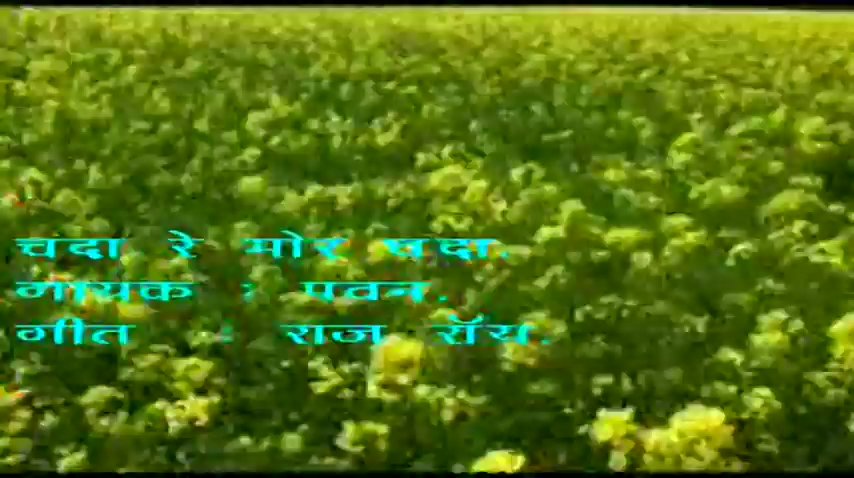 चदा रे मोर चदा.
गायक : पवन.
गीत : राज रॉय.